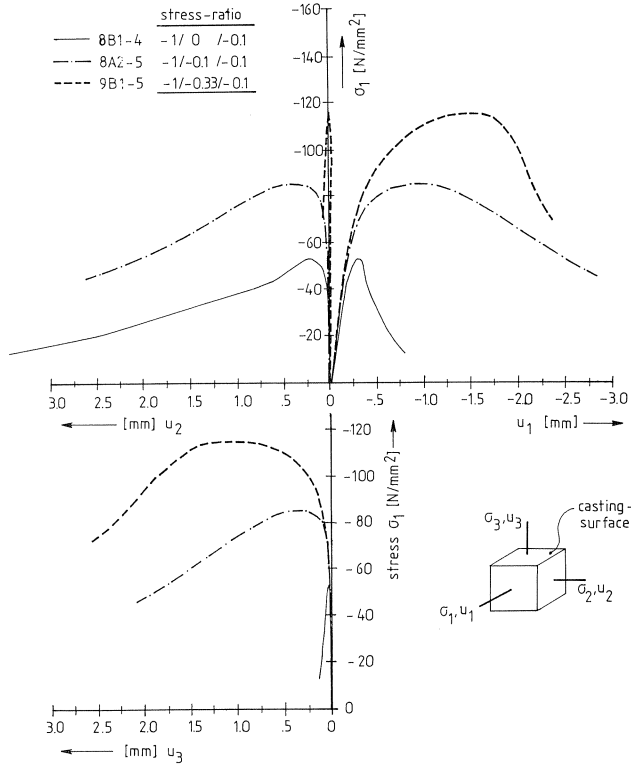 stress-ratio
8B1-4 -1/ 0 /-0.1
8A2-5 -1/-0.1 /-0.1
9B1-5 -1/-0.33/-0.1
-160
-140
-120
-100
-60
-40
-20
σ1 [N/mm2]
3.0 2.5 2.0 1.5 1.0 .5 0 -.5 -1.0 -1.5 -2.0 -2.5 -3.0
[mm] u2
u1 [mm]
-120
-100
-80
-60
-40
-20
0
stress σ1 [N/mm2]
3.0 2.5 2.0 1.5 1.0 0.5 0
[mm] u3
casting-
surface
σ3,u3
σ2,u2
σ1,u1